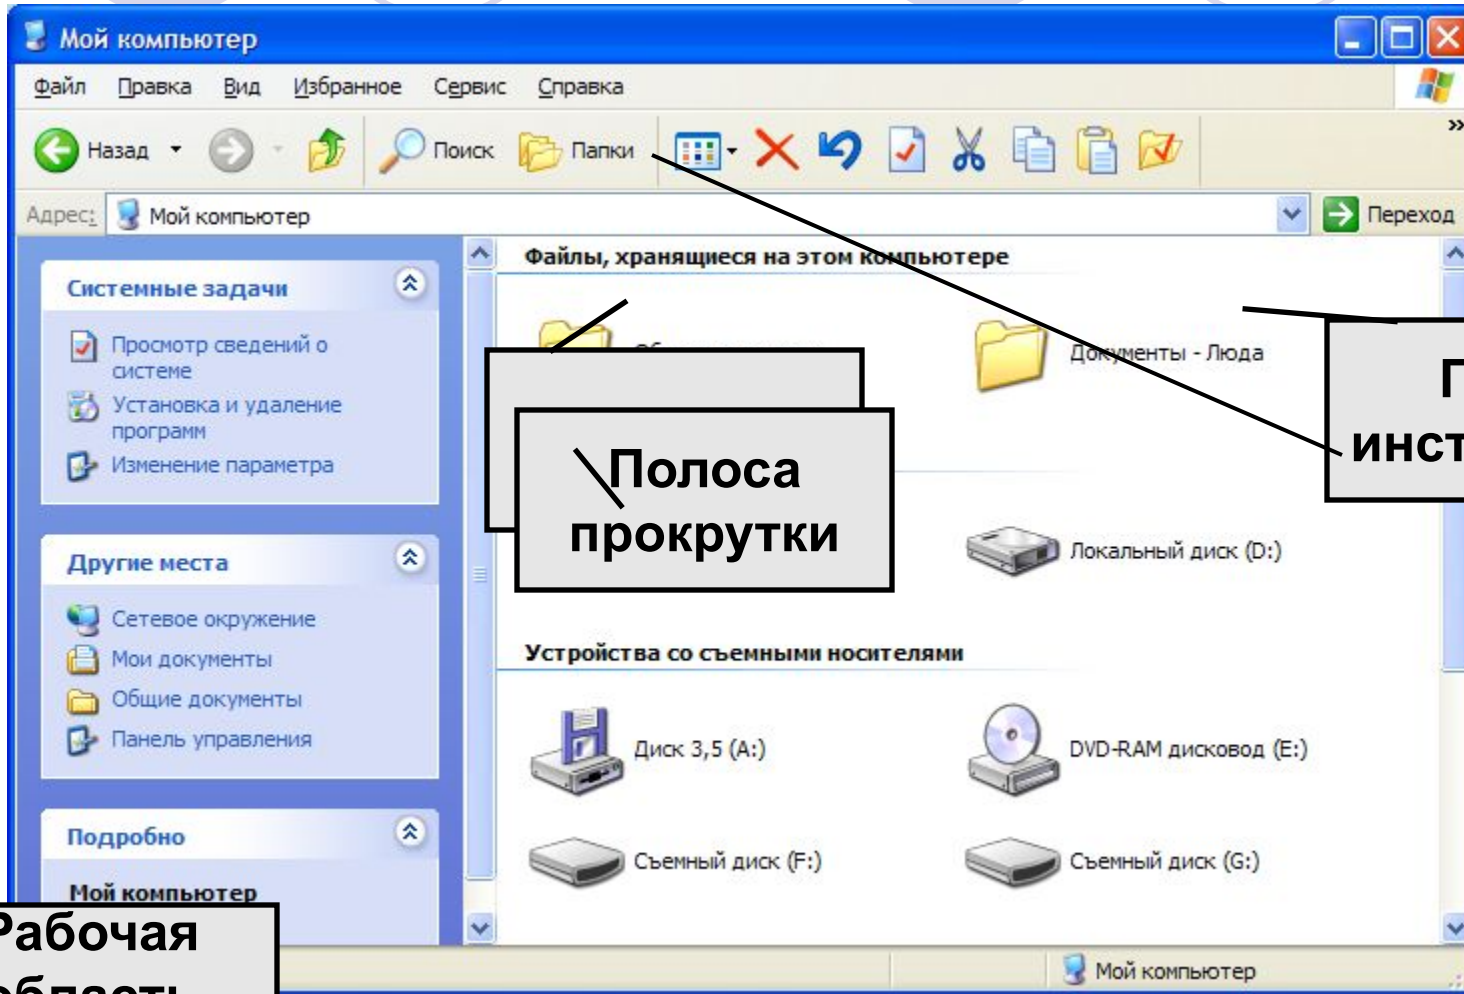 Мой компьютер
Файл Правка Вид Избранное Сервис Справка
Назад Поиск Папки »
Адрес: Мой компьютер Переход
Системные задачи
Просмотр сведений о
системе
Установка и удаление
программ
Изменение параметра
Другие места
Сетевое окружение
Мои документы
Общие документы
Панель управления
Подробно
Мой компьютер
Файлы, хранящиеся на этом компьютере
Документы - Люда
Локальный диск (D:)
Устройства со съемными носителями
Диск 3,5 (A:) DVD-RAM дисковод (E:)
Съемный диск (F:) Съемный диск (G:)
Полоса
прокрутки
П
инст
Рабочая
область
Мой компьютер